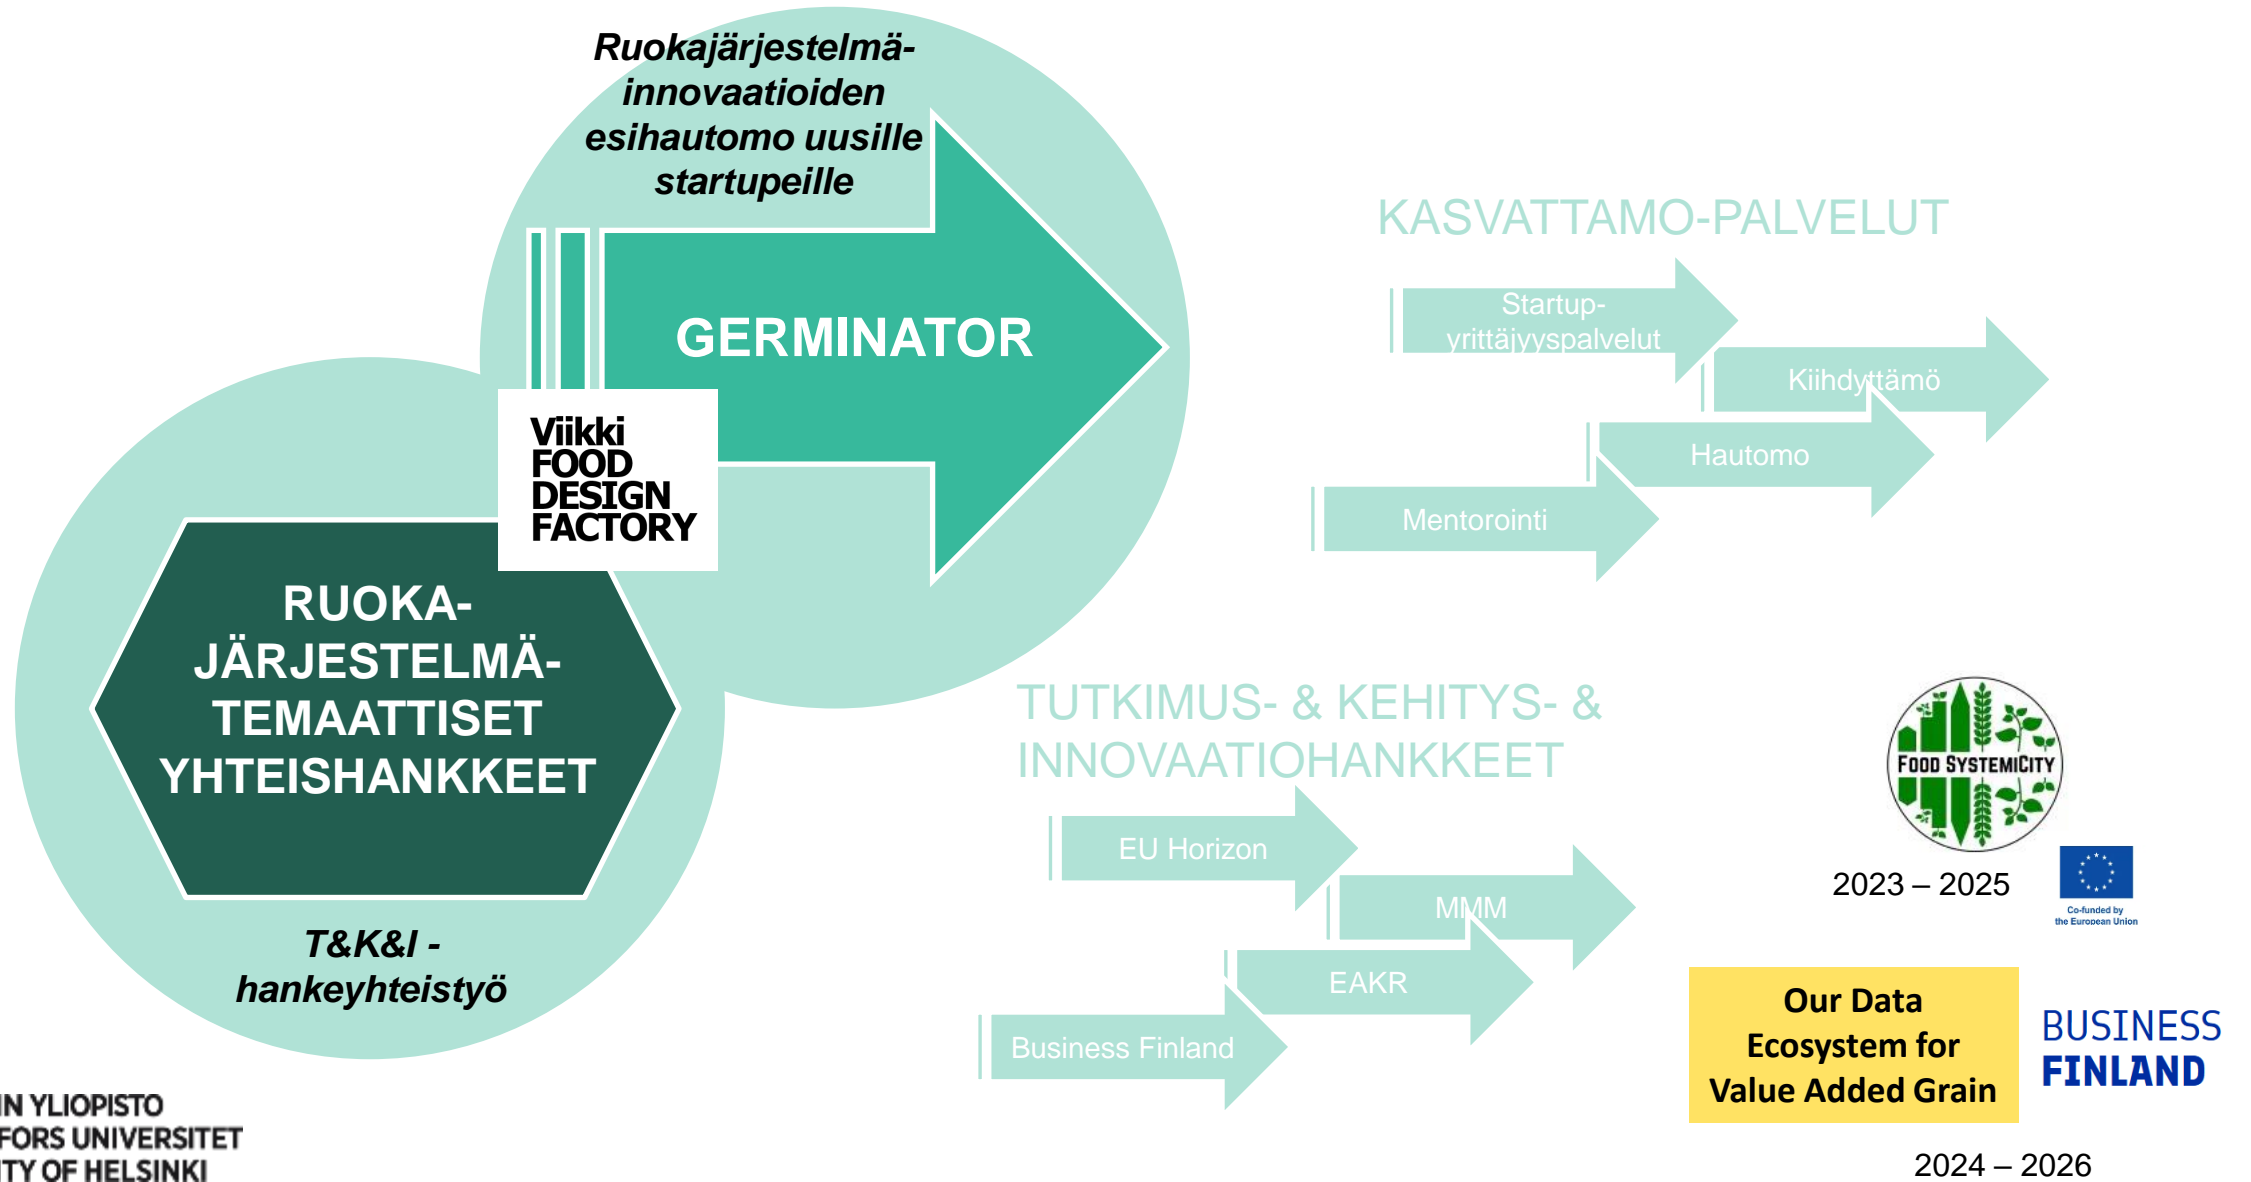 Ruokajärjestelmä-
innovaatioiden
esihautomo uusille
startupeille
GERMINATOR
Viikki
FOOD
DESIGN
FACTORY
RUOKA-
JÄRJESTELMÄ-
TEMAATTISET
YHTEISHANKKEET
T&K&I -
hankeyhteistyö
KASVATTAMO-PALVELUT
Startup-
yrittäjyyspalvelut
Kiihdyttämö
Hautomo
Mentorointi
TUTKIMUS- & KEHITYS- &
INNOVAATIOHANKKEET
EU Horizon
MMM
EAKR
Business Finland
FOOD SYSTEMICITY
2023 – 2025
Co-funded by
the European Union
Our Data
Ecosystem for
Value Added Grain
BUSINESS
FINLAND
2024 – 2026
IN YLIOPISTO
FORS UNIVERSITET
ITY OF HELSINKI